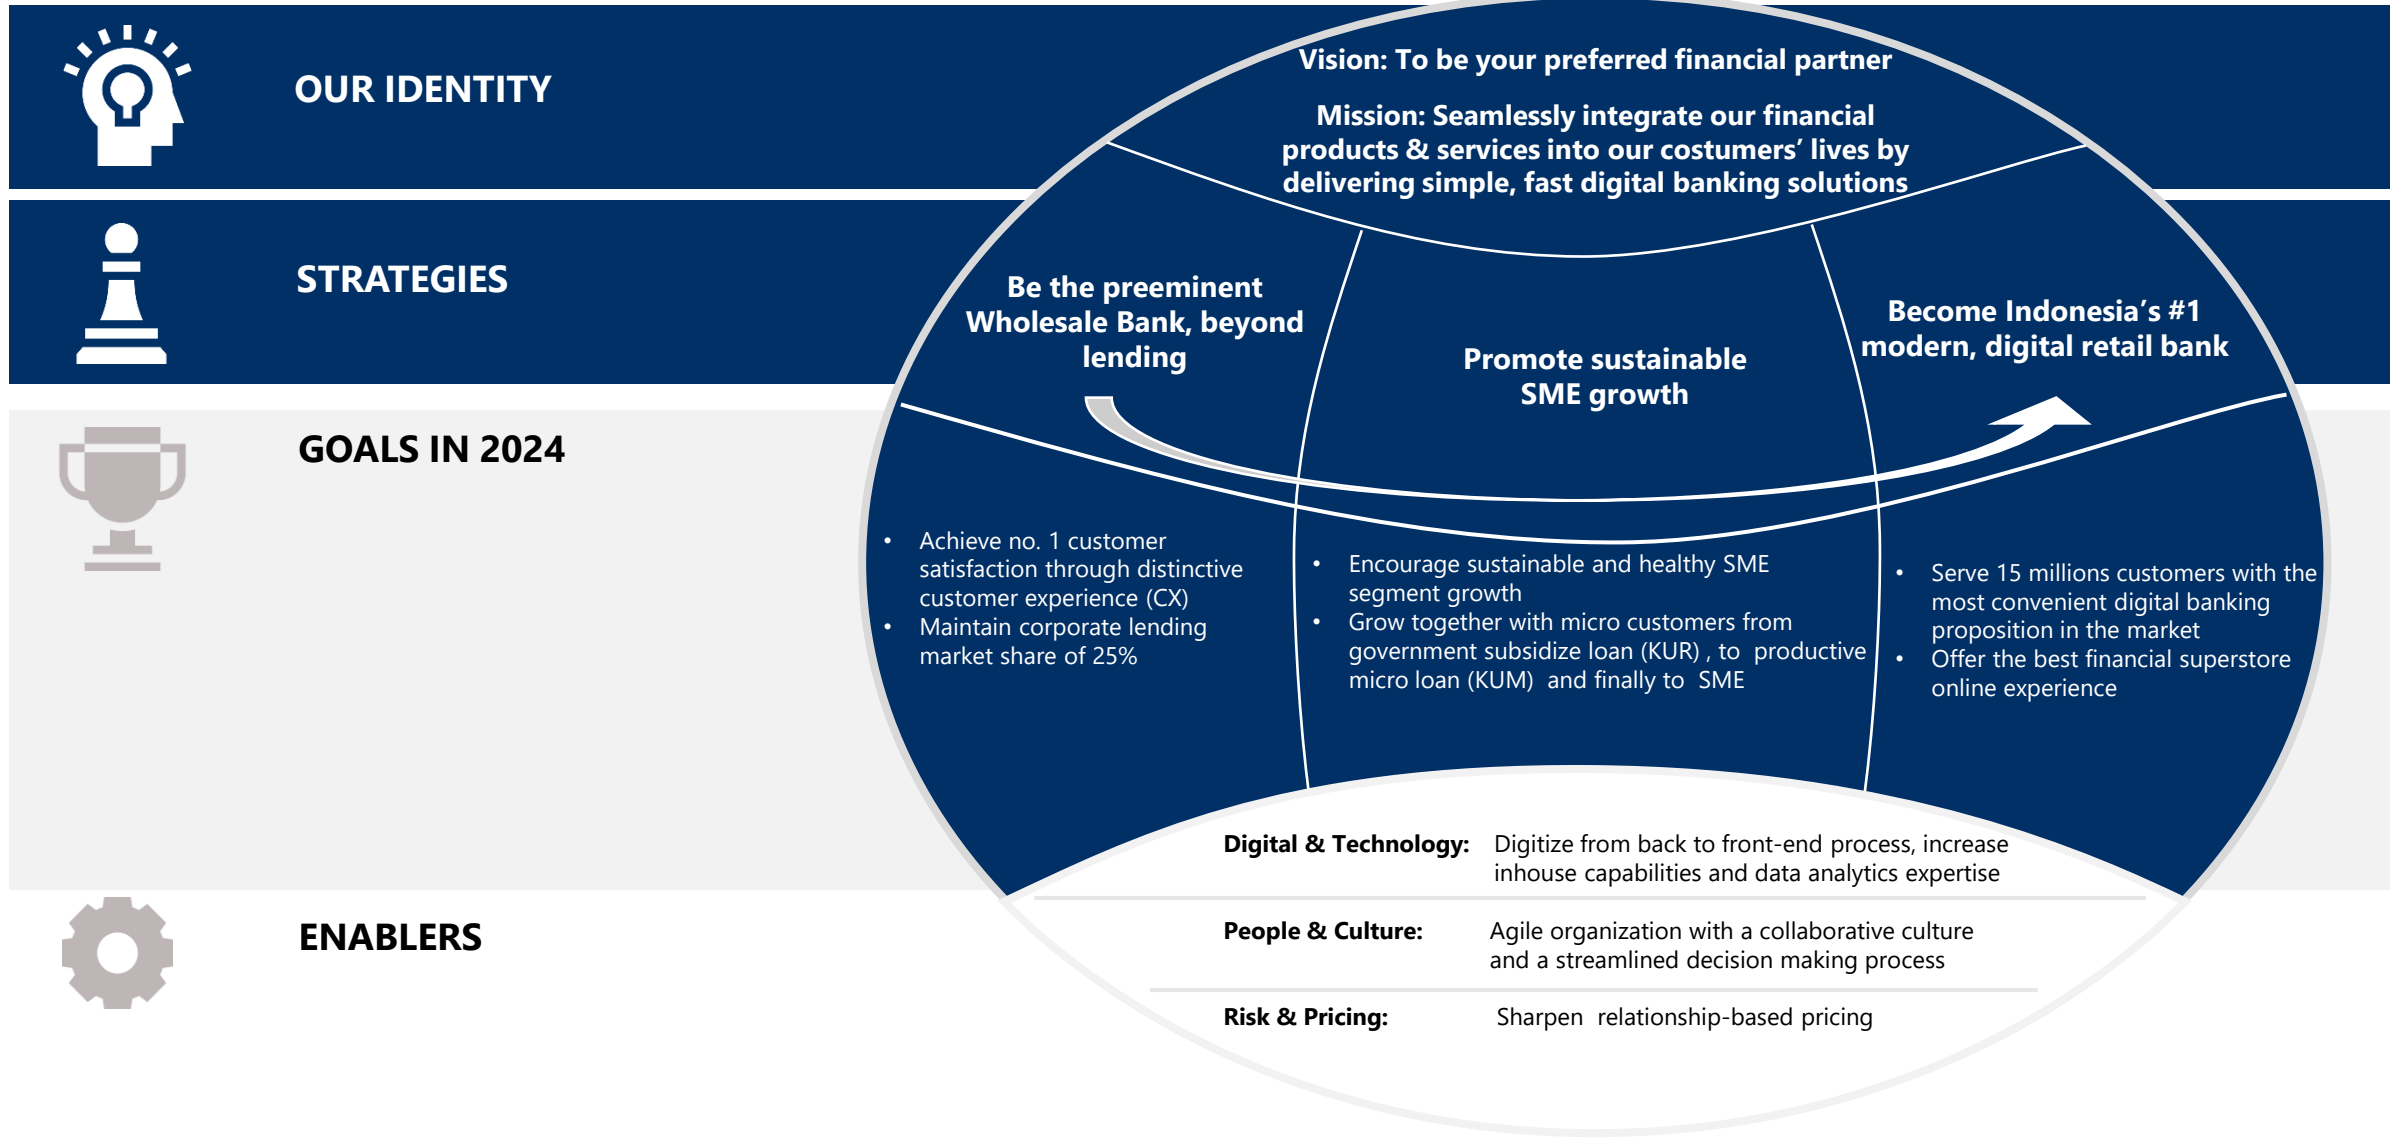 OUR IDENTITY
Vision: To be your preferred financial partner
Mission: Seamlessly integrate our financial
products & services into our costumers’ lives by
delivering simple, fast digital banking solutions
STRATEGIES
Be the preeminent
Wholesale Bank, beyond
lending
Promote sustainable
SME growth
Become Indonesia’s #1
modern, digital retail bank
GOALS IN 2024
• Achieve no. 1 customer
satisfaction through distinctive
customer experience (CX)
• Maintain corporate lending
market share of 25%
• Encourage sustainable and healthy SME
segment growth
• Grow together with micro customers from
government subsidize loan (KUR) , to  productive
micro loan (KUM)  and finally to  SME
• Serve 15 millions customers with the
most convenient digital banking
proposition in the market
• Offer the best financial superstore
online experience
ENABLERS
Digital & Technology: Digitize from back to front-end process, increase
inhouse capabilities and data analytics expertise
People & Culture: Agile organization with a collaborative culture
and a streamlined decision making process
Risk & Pricing: Sharpen  relationship-based pricing